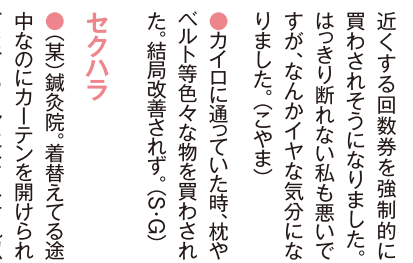 近くする回数券を強制的に
買わされそうになりました。
はっきり断れない私も悪いで
すが、なんかイヤな気分にな
りました。（こやま）
●カイロに通っていた時、枕や
ベルト等色々な物を買わされ
た。結局改善されず。（S・G）
セクハラ
●（某）鍼灸院。着替えてる途
中なのにカーテンを開けられ